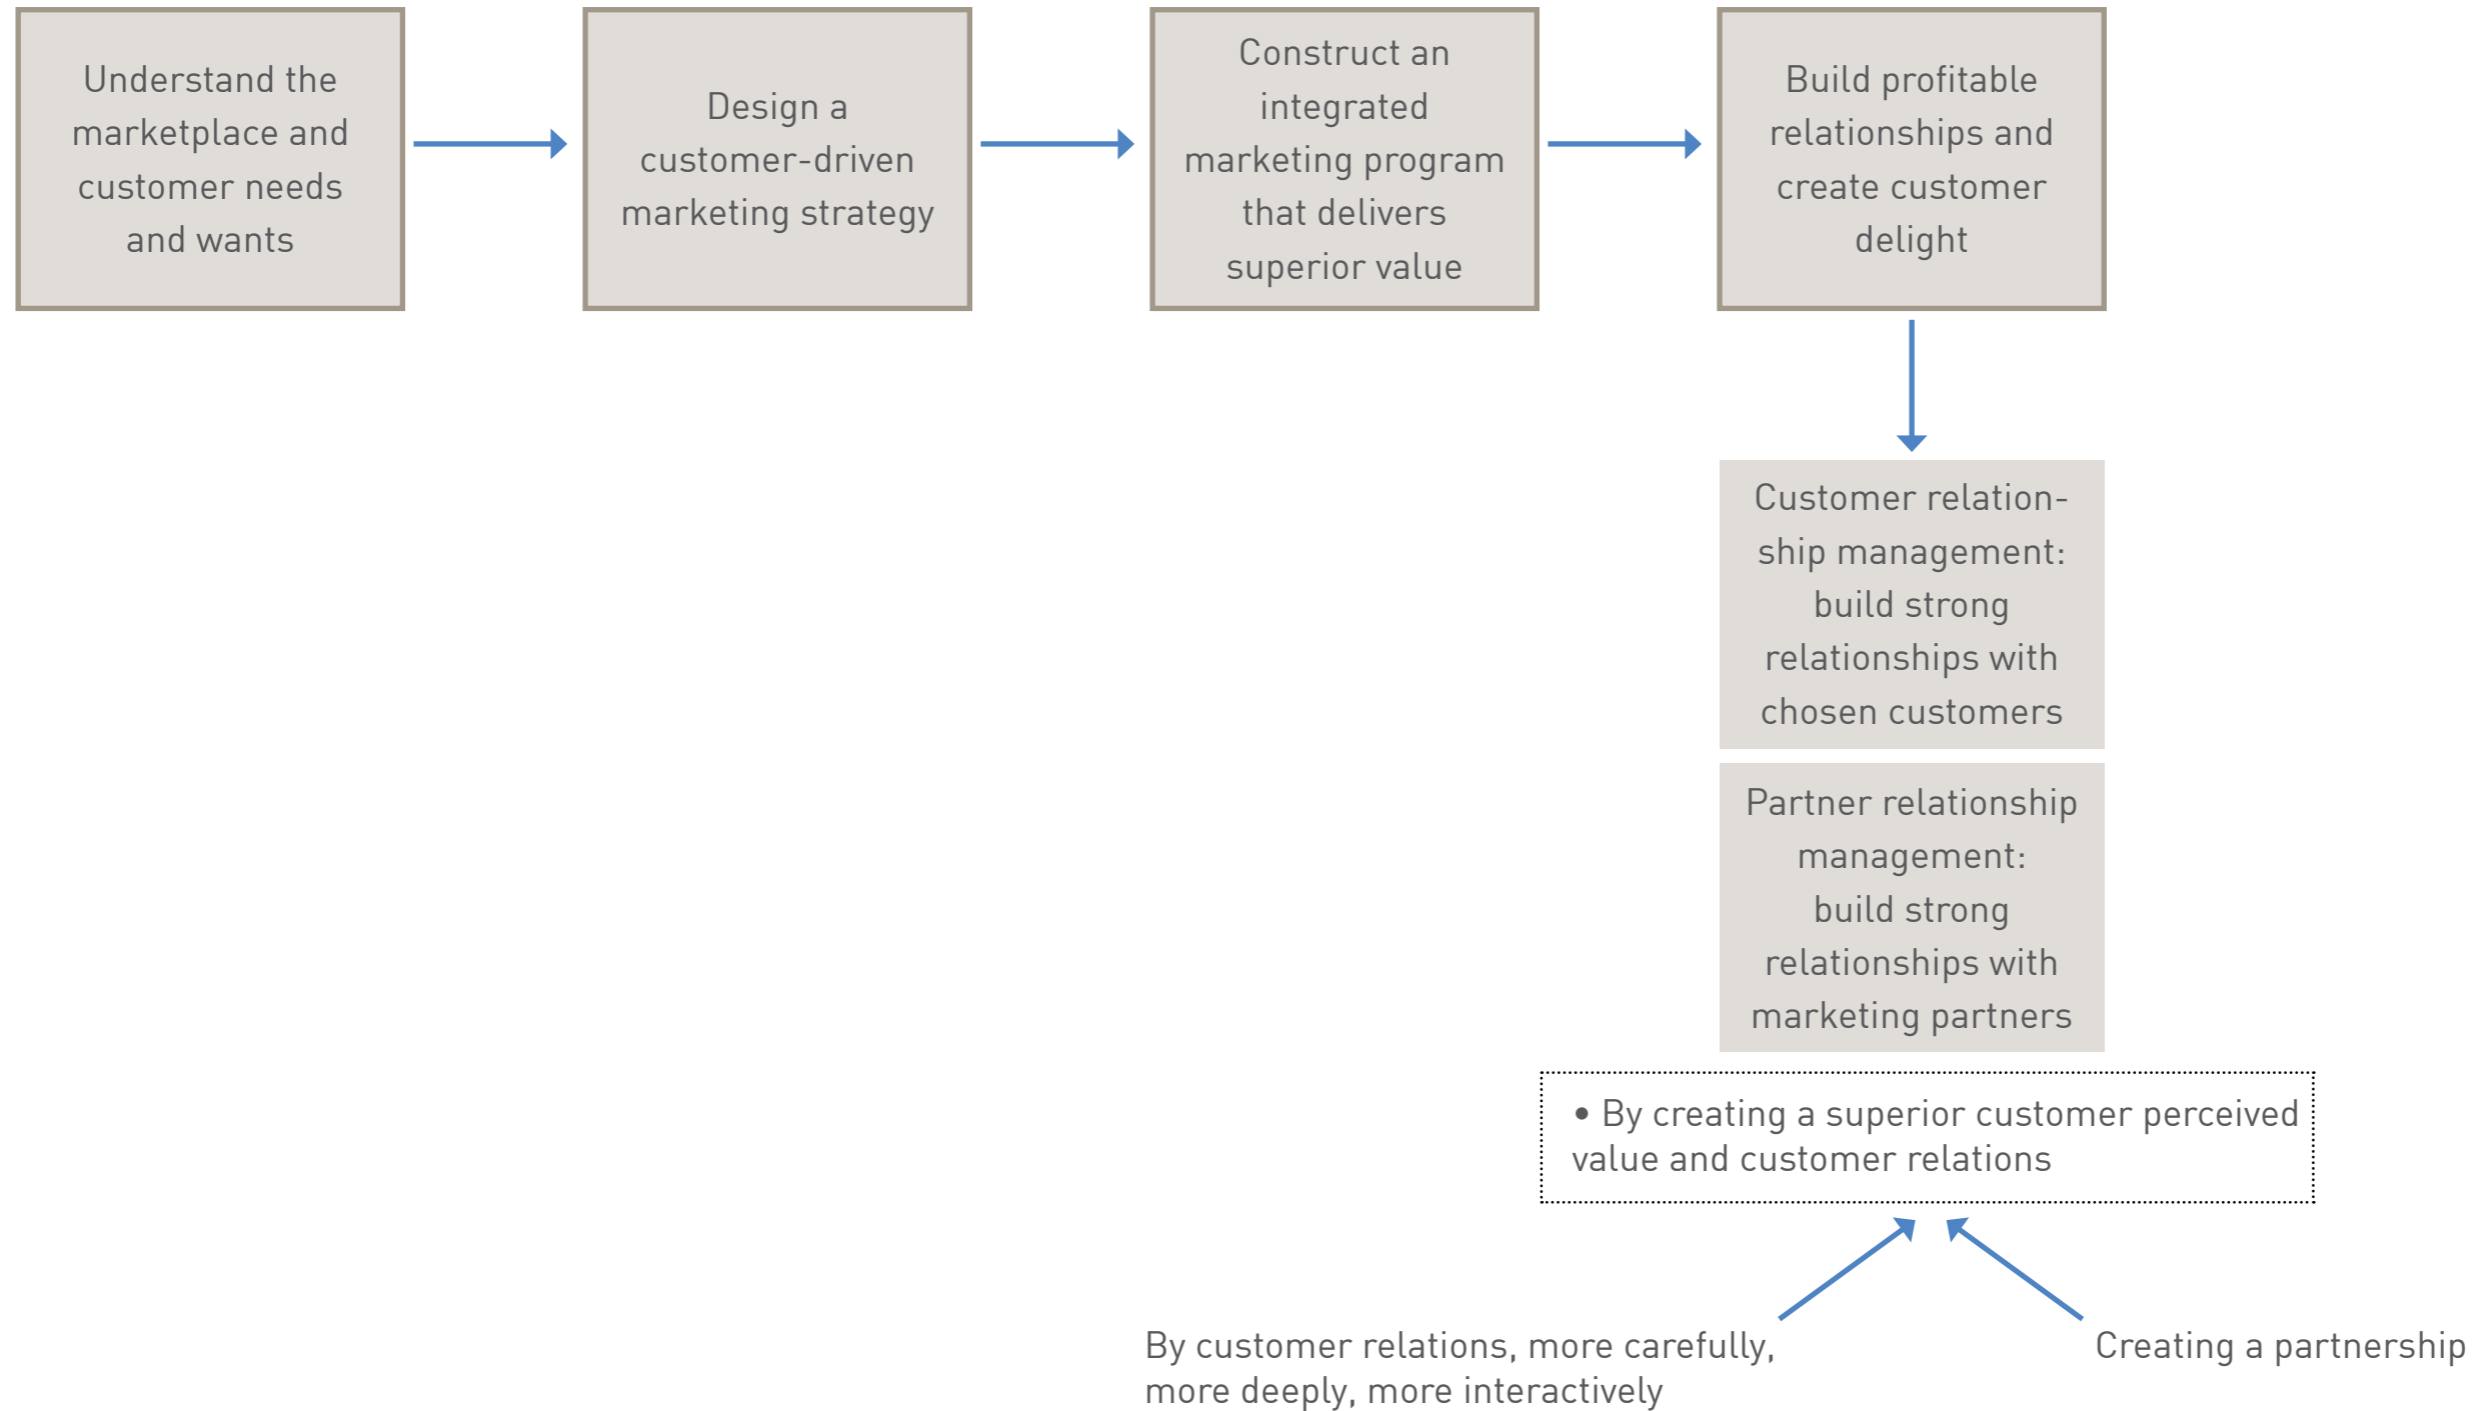 Understand the
marketplace and
customer needs
and wants
Design a
customer-driven
marketing strategy
Construct an
integrated
marketing program
that delivers
superior value
Build profitable
relationships and
create customer
delight
Customer relation-
ship management:
build strong
relationships with
chosen customers
Partner relationship
management:
build strong
relationships with
marketing partners
• By creating a superior customer perceived
value and customer relations
By customer relations, more carefully,
more deeply, more interactively
Creating a partnership